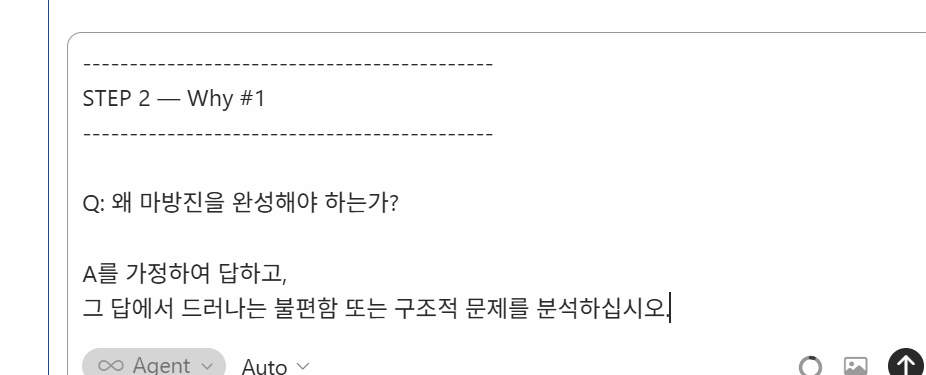 --------------------------------------------
STEP 2 — Why #1
--------------------------------------------
Q: 왜 마방진을 완성해야 하는가?
A를 가정하여 답하고,
그 답에서 드러나는 불편함 또는 구조적 문제를 분석하십시오.
Agent
Auto